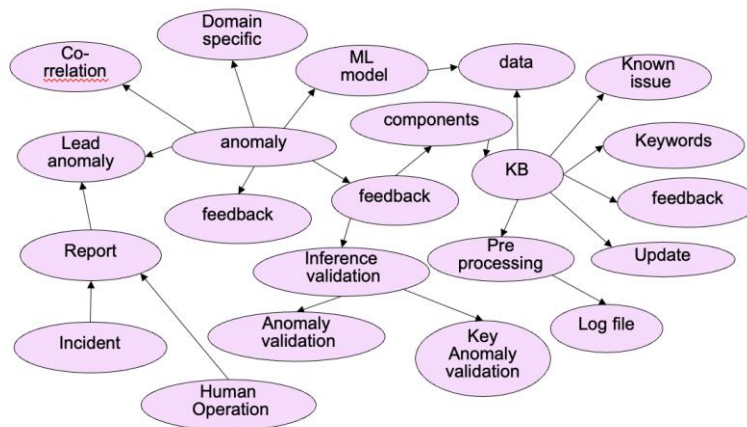 Domain
specific
Co-
rrelation
ML
model
data
Known
issue
components
Lead
anomaly
anomaly
Keywords
KB
feedback
feedback
feedback
Report
Inference
validation
Pre
processing
Update
Incident
Anomaly
validation
Key
Anomaly
validation
Log file
Human
Operation